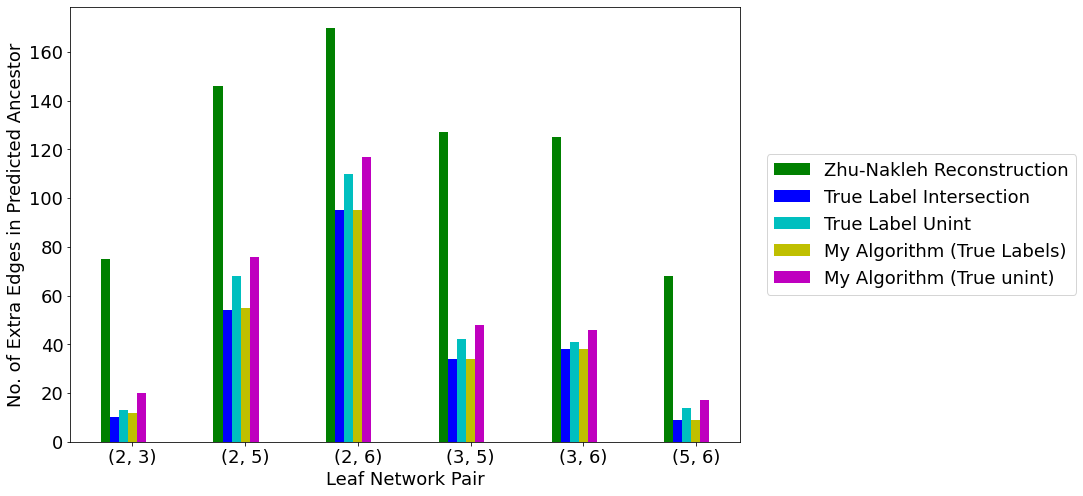 No. of Extra Edges in Predicted Ancestor
160
140
120
100
80
60
40
20
0
(2, 3) (2, 5) (2, 6) (3, 5) (3, 6) (5, 6)
Leaf Network Pair
Zhu-Nakleh Reconstruction
True Label Intersection
True Label Unint
My Algorithm (True Labels)
My Algorithm (True unint)